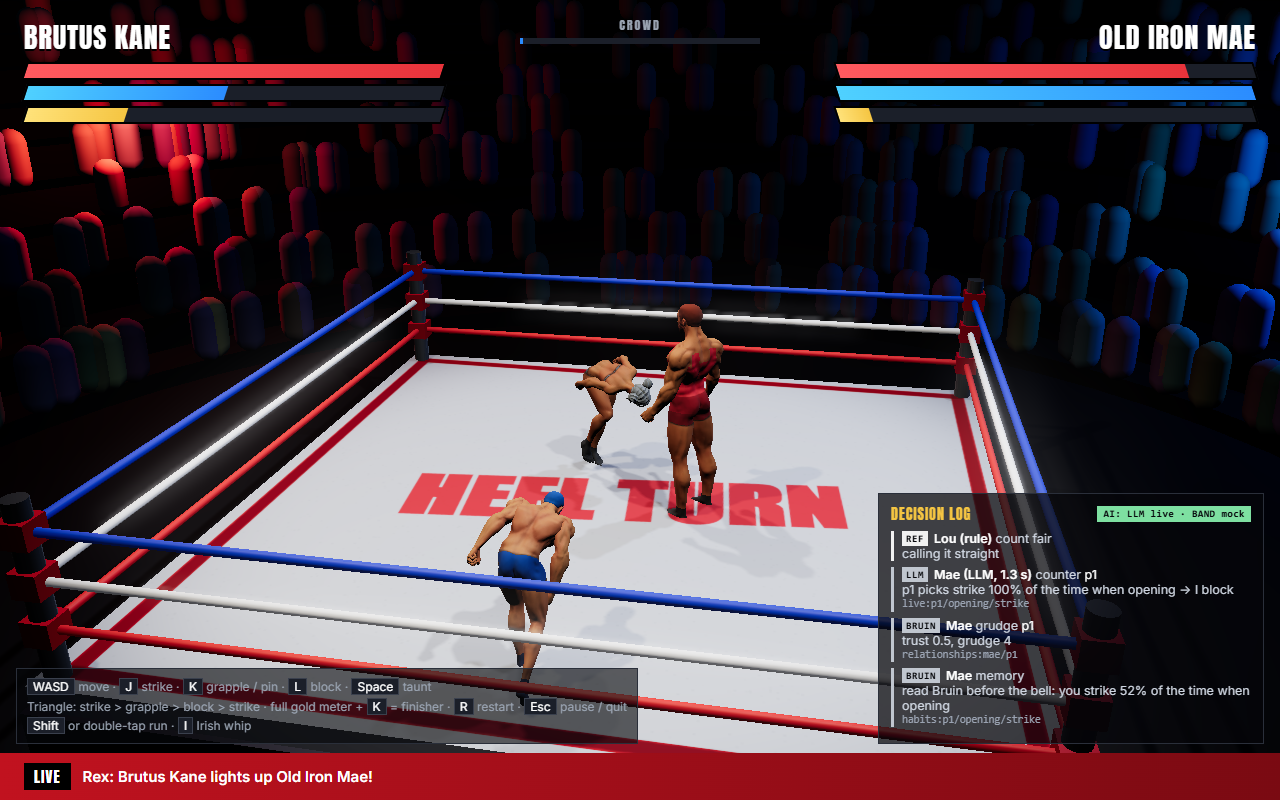 BRUTUS KANE
CROWD
OLD IRON MAE
HEEL TURN
DECISION LOG
AI: LLM live · BAND mock
REF Lou (rule) count fair
calling it straight
LLM Mae (LLM, 1.3 s) counter p1
p1 picks strike 100% of the time when opening → I block
live:p1/opening/strike
BRUIN Mae grudge p1
trust 0.5, grudge 4
relationships:mae/p1
BRUIN Mae memory
read Bruin before the bell: you strike 52% of the time when
opening
habits:p1/opening/strike
WASD move · J strike · K grapple / pin · L block · Space taunt
Triangle: strike > grapple > block > strike · full gold meter + K = finisher · R restart · Esc pause / quit
Shift or double-tap run · I Irish whip
LIVE Rex: Brutus Kane lights up Old Iron Mae!